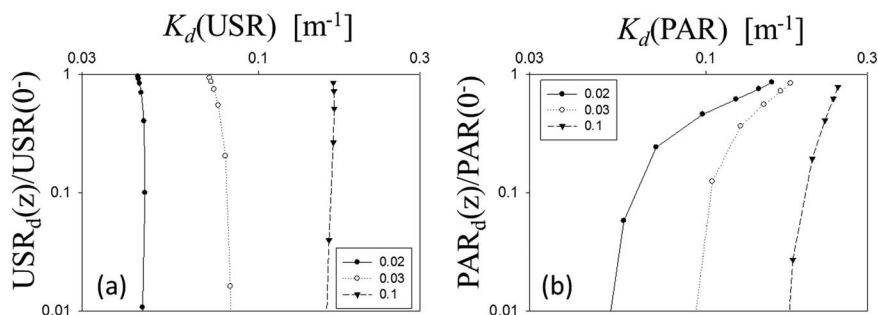 K_d(USR) [m^-1]
0.03 0.1 0.3
USR_d(z)/USR(0^-)
1
0.1
0.01
(a)
0.02
0.03
0.1
K_d(PAR) [m^-1]
0.03 0.1 0.3
PAR_d(z)/PAR(0^-)
1
0.1
0.01
(b)
0.02
0.03
0.1